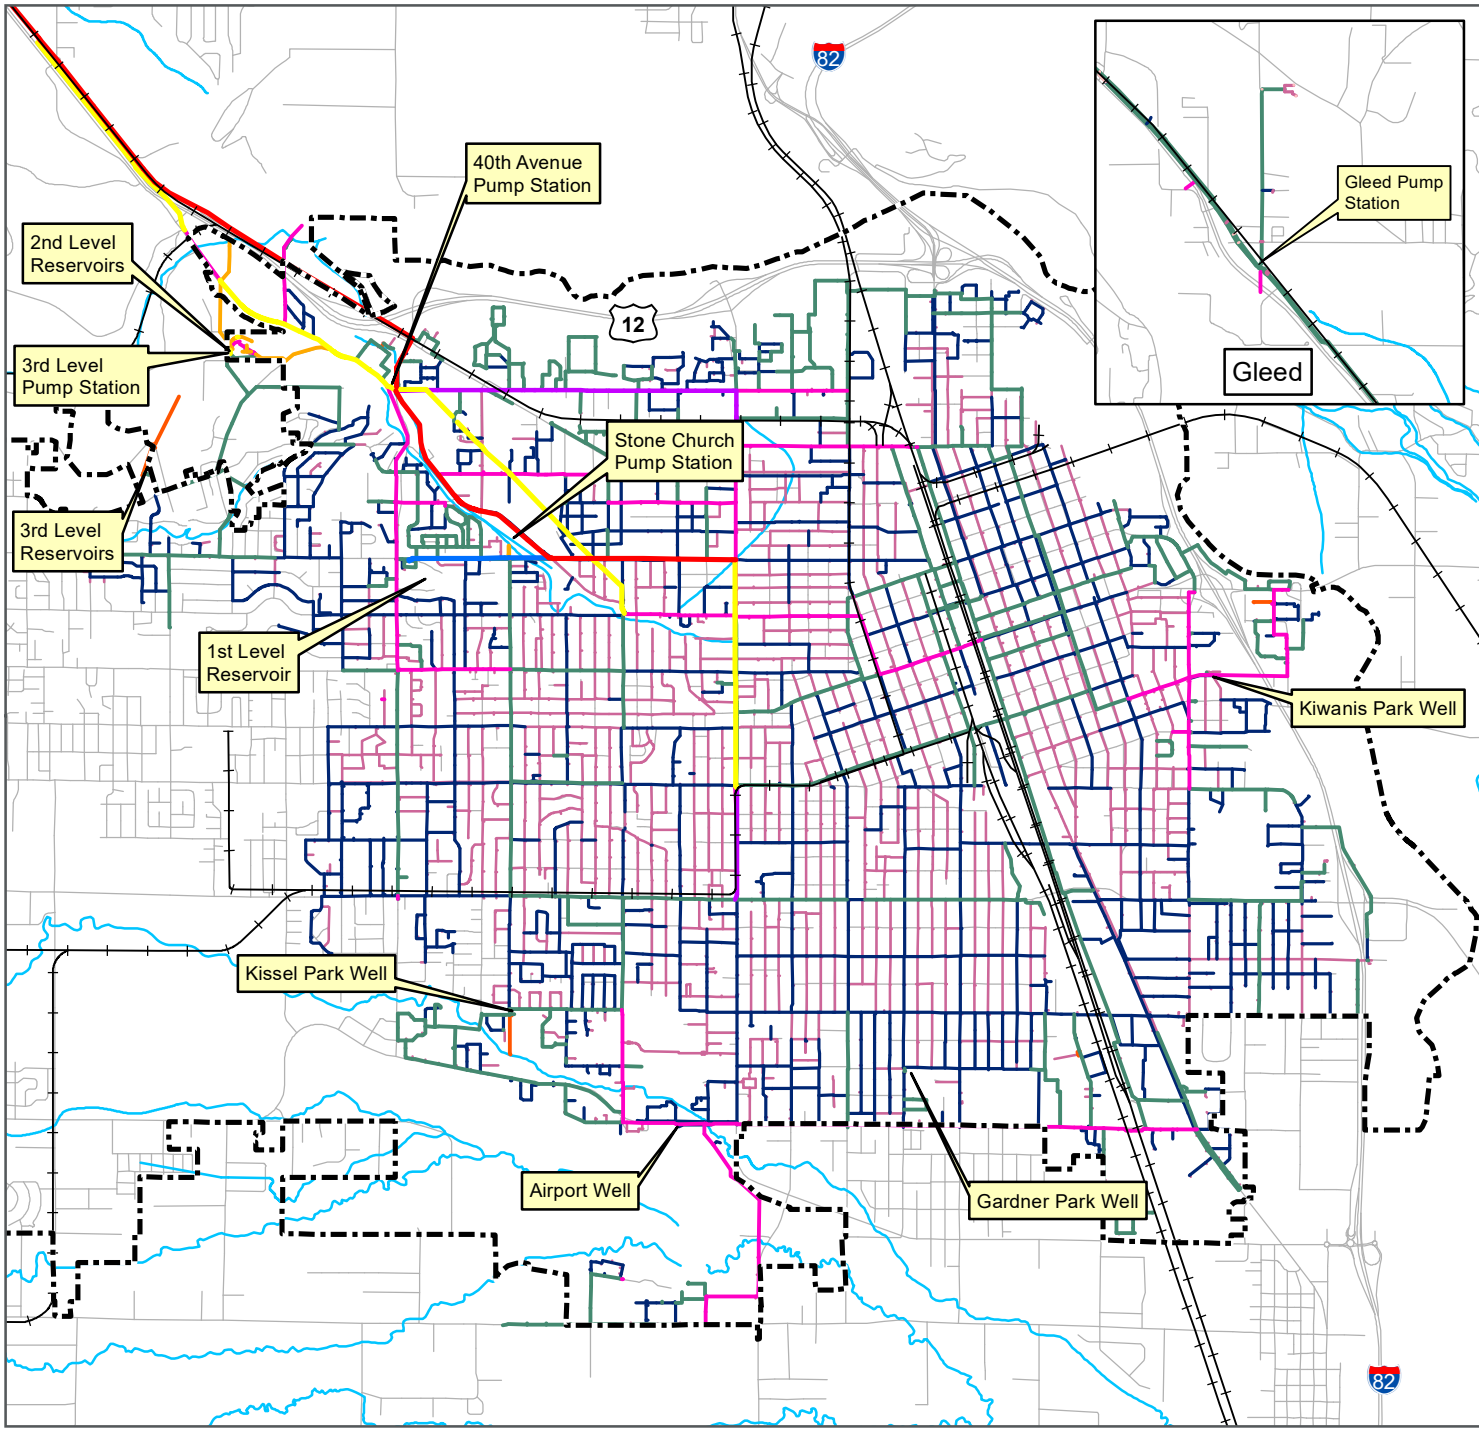 82
40th Avenue
Pump Station
Gleed Pump
Station
2nd Level
Reservoirs
12
3rd Level
Pump Station
Gleed
Stone Church
Pump Station
3rd Level
Reservoirs
1st Level
Reservoir
Kiwanis Park Well
Kissel Park Well
Airport Well
Gardner Park Well
82